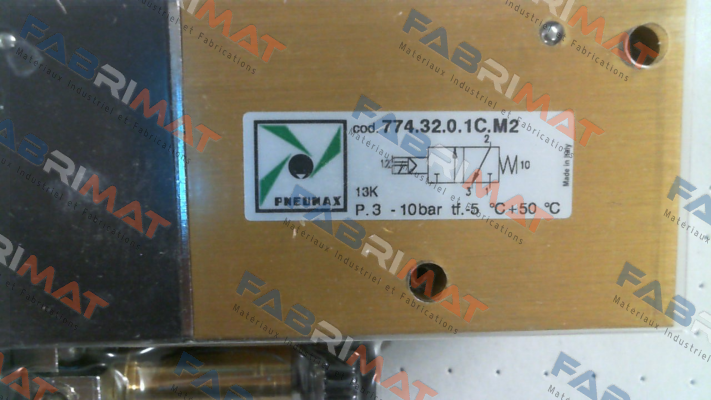 cod. 774.32.0.1C.M2
2
12
10
3 1
13K
PNEUMAX
P. 3 - 10bar tf.-5 °C +50 °C
Made in Italy
FABRIMAT
Materiaux Industriel et Fabrications